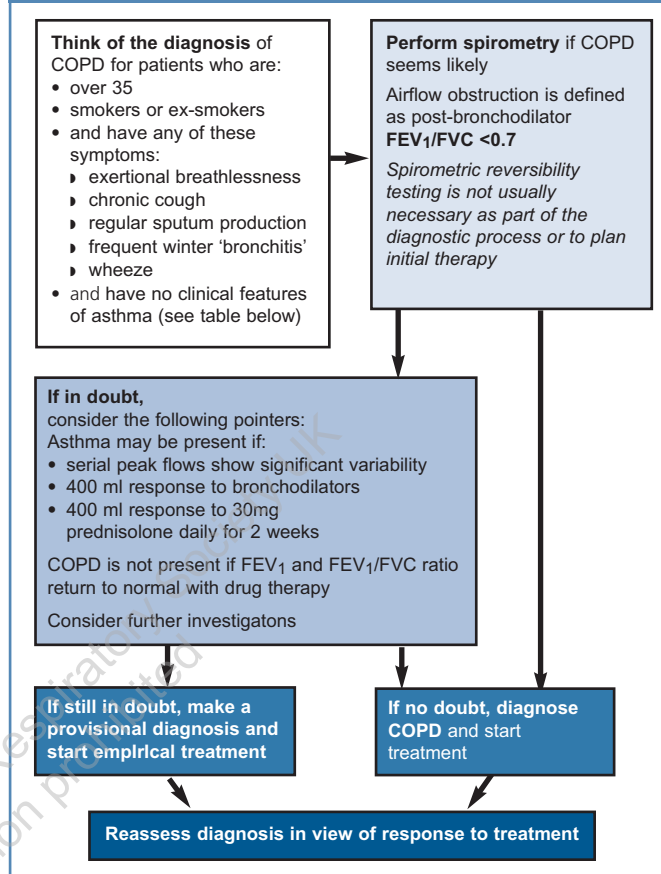 Think of the diagnosis of
COPD for patients who are:
• over 35
• smokers or ex-smokers
• and have any of these
symptoms:
◗ exertional breathlessness
◗ chronic cough
◗ regular sputum production
◗ frequent winter ‘bronchitis’
◗ wheeze
• and have no clinical features
of asthma (see table below)
Perform spirometry if COPD
seems likely
Airflow obstruction is defined
as post-bronchodilator
FEV1/FVC <0.7
Spirometric reversibility
testing is not usually
necessary as part of the
diagnostic process or to plan
initial therapy
If in doubt,
consider the following pointers:
Asthma may be present if:
• serial peak flows show significant variability
• 400 ml response to bronchodilators
• 400 ml response to 30mg
prednisolone daily for 2 weeks
COPD is not present if FEV1 and FEV1/FVC ratio
return to normal with drug therapy
Consider further investigatons
If still in doubt, make a
provisional diagnosis and
start empIrIcal treatment
If no doubt, diagnose
COPD and start
treatment
Reassess diagnosis in view of response to treatment
Respiratory Society UK
prohibited